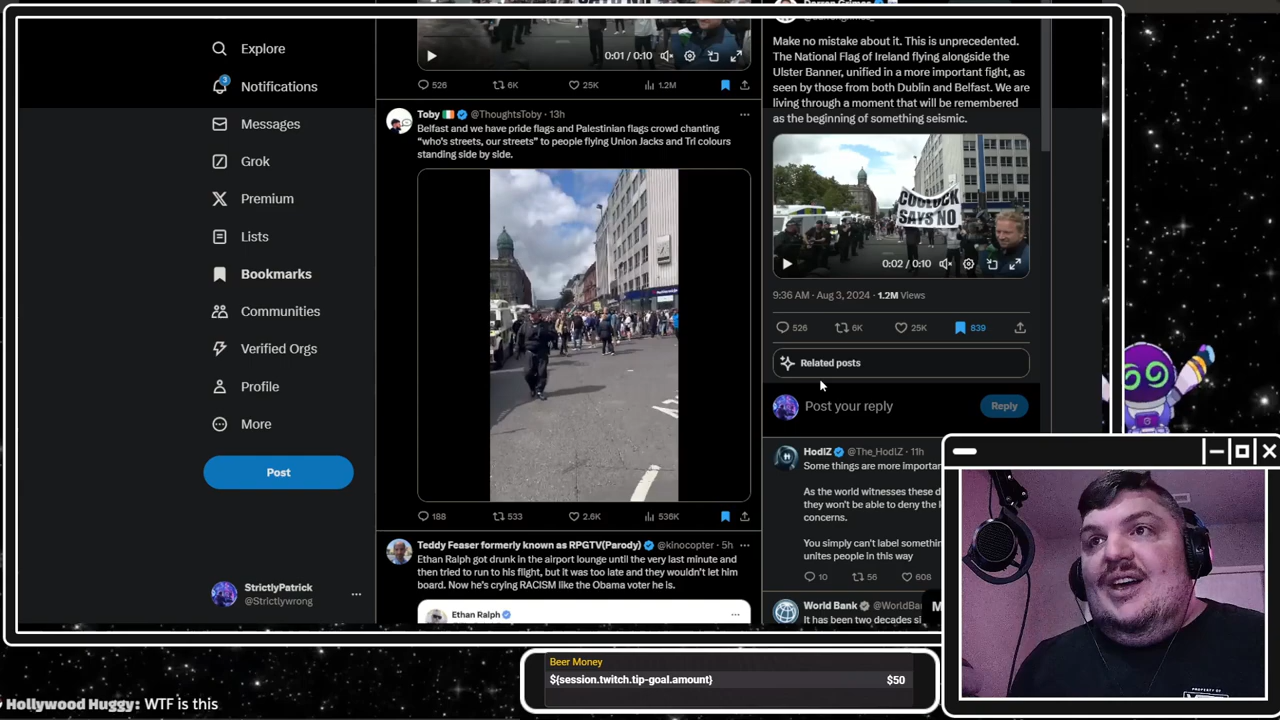 Explore
3
Notifications
Messages
Grok
Premium
Lists
Bookmarks
Communities
Verified Orgs
Profile
More
Post
StrictlyPatrick
@Strictlywrong
0:01 / 0:10
526
6K
25K
1.2M
Toby @ThoughtsToby · 13h
Belfast and we have pride flags and Palestinian flags crowd chanting
“who’s streets, our streets” to people flying Union Jacks and Tri colours
standing side by side.
188
533
2.6K
536K
Teddy Feaser formerly known as RPGTV(Parody) @kinocopter · 5h
Ethan Ralph got drunk in the airport lounge until the very last minute and
then tried to run to his flight, but it was too late and they wouldn't let him
board. Now he's crying RACISM like the Obama voter he is.
Ethan Ralph
Make no mistake about it. This is unprecedented.
The National Flag of Ireland flying alongside the
Ulster Banner, unified in a more important fight, as
seen by those from both Dublin and Belfast. We are
living through a moment that will be remembered
as the beginning of something seismic.
COOLOCK
SAYS NO
0:02 / 0:10
9:36 AM · Aug 3, 2024 · 1.2M Views
526
6K
25K
839
Related posts
Post your reply
Reply
HodlZ @The_HodlZ · 11h
Some things are more importan
As the world witnesses these d
they won't be able to deny the l
concerns.
You simply can't label somethin
unites people in this way
10
56
608
World Bank @WorldBa
It has been two decades si
M
Beer Money
${session.twitch.tip-goal.amount}
$50
Hollywood Huggy: WTF is this